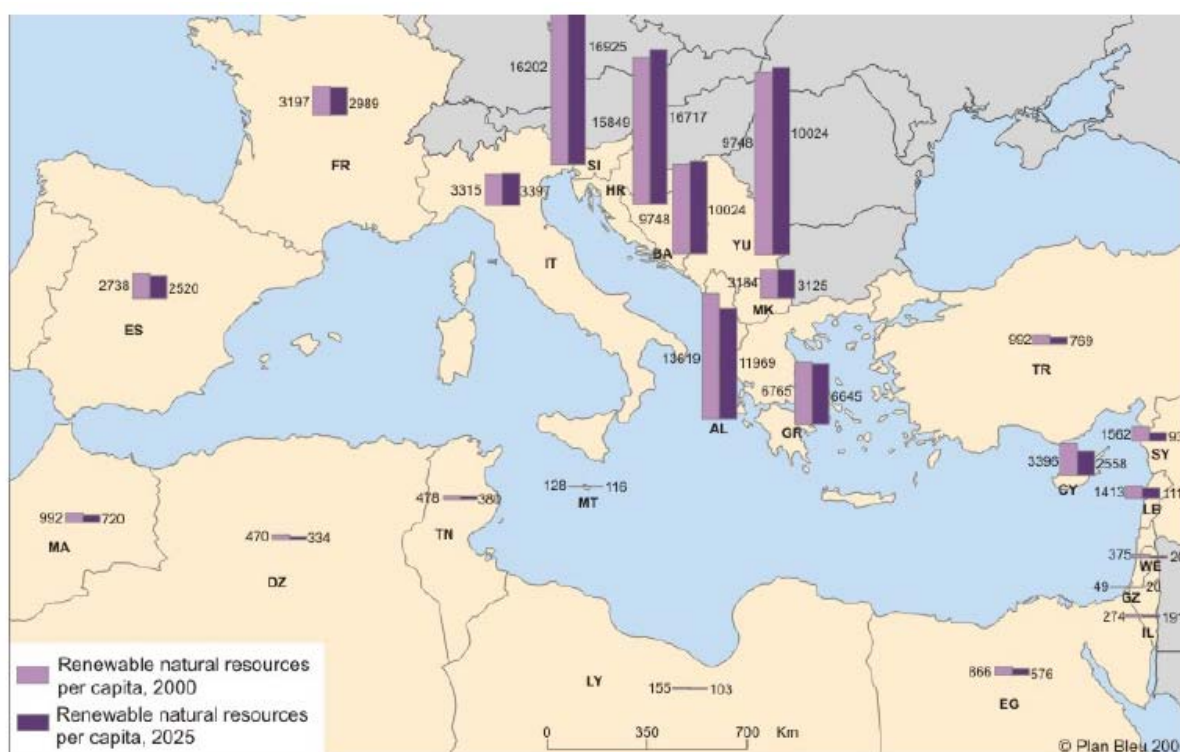 16202 16925
3197 2989
FR
15849 16717
9748 10024
SI
HR
3315 3397
IT
9748 10024
BA
YU
2738 2520
ES
3184 3125
MK
992 769
TR
13619 11969
AL
6765 6645
GR
1562
SY
3396 2558
CY
1413
LB
128 116
MT
478 380
TN
992 720
MA
470 334
DZ
375
WE
49 20
GZ
274
IL
155 103
LY
866 576
EG
Renewable natural resources
per capita, 2000
Renewable natural resources
per capita, 2025
0 350 700 Km
© Plan Bleu 200